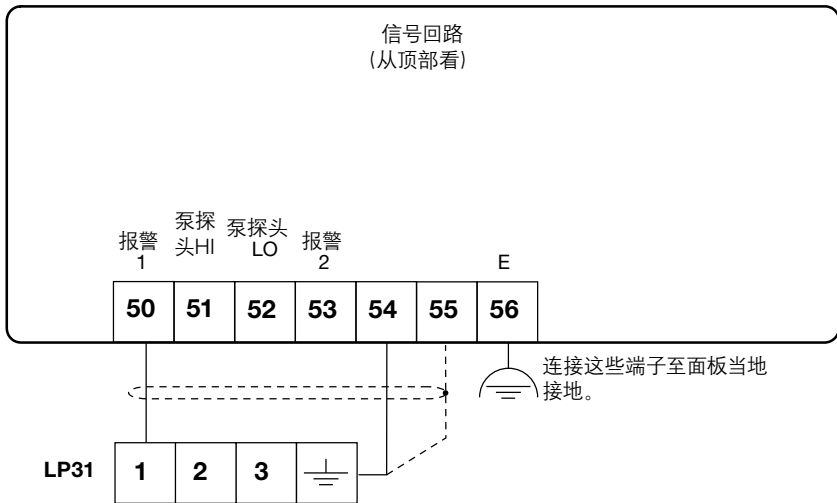 信号回路
(从顶部看)
报警
1
泵探
头HI
泵探头
LO
报警
2
E
50 51 52 53 54 55 56
连接这些端子至面板当地
接地。
LP31 1 2 3